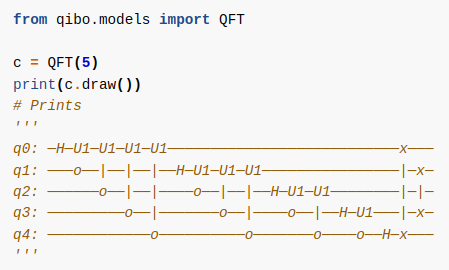 from qibo.models import QFT

c = QFT(5)
print(c.draw())
# Prints
'''
q0: ─H─U1─U1─U1─U1───────────────────────────x───
q1: ───o──|──|──|──H─U1─U1─U1────────────────|─x─
q2: ──────o──|──|────o──|──|──H─U1─U1────────|─|─
q3: ─────────o──|───────o──|────o──|──H─U1───|─x─
q4: ────────────o──────────o───────o────o──H─x───
'''